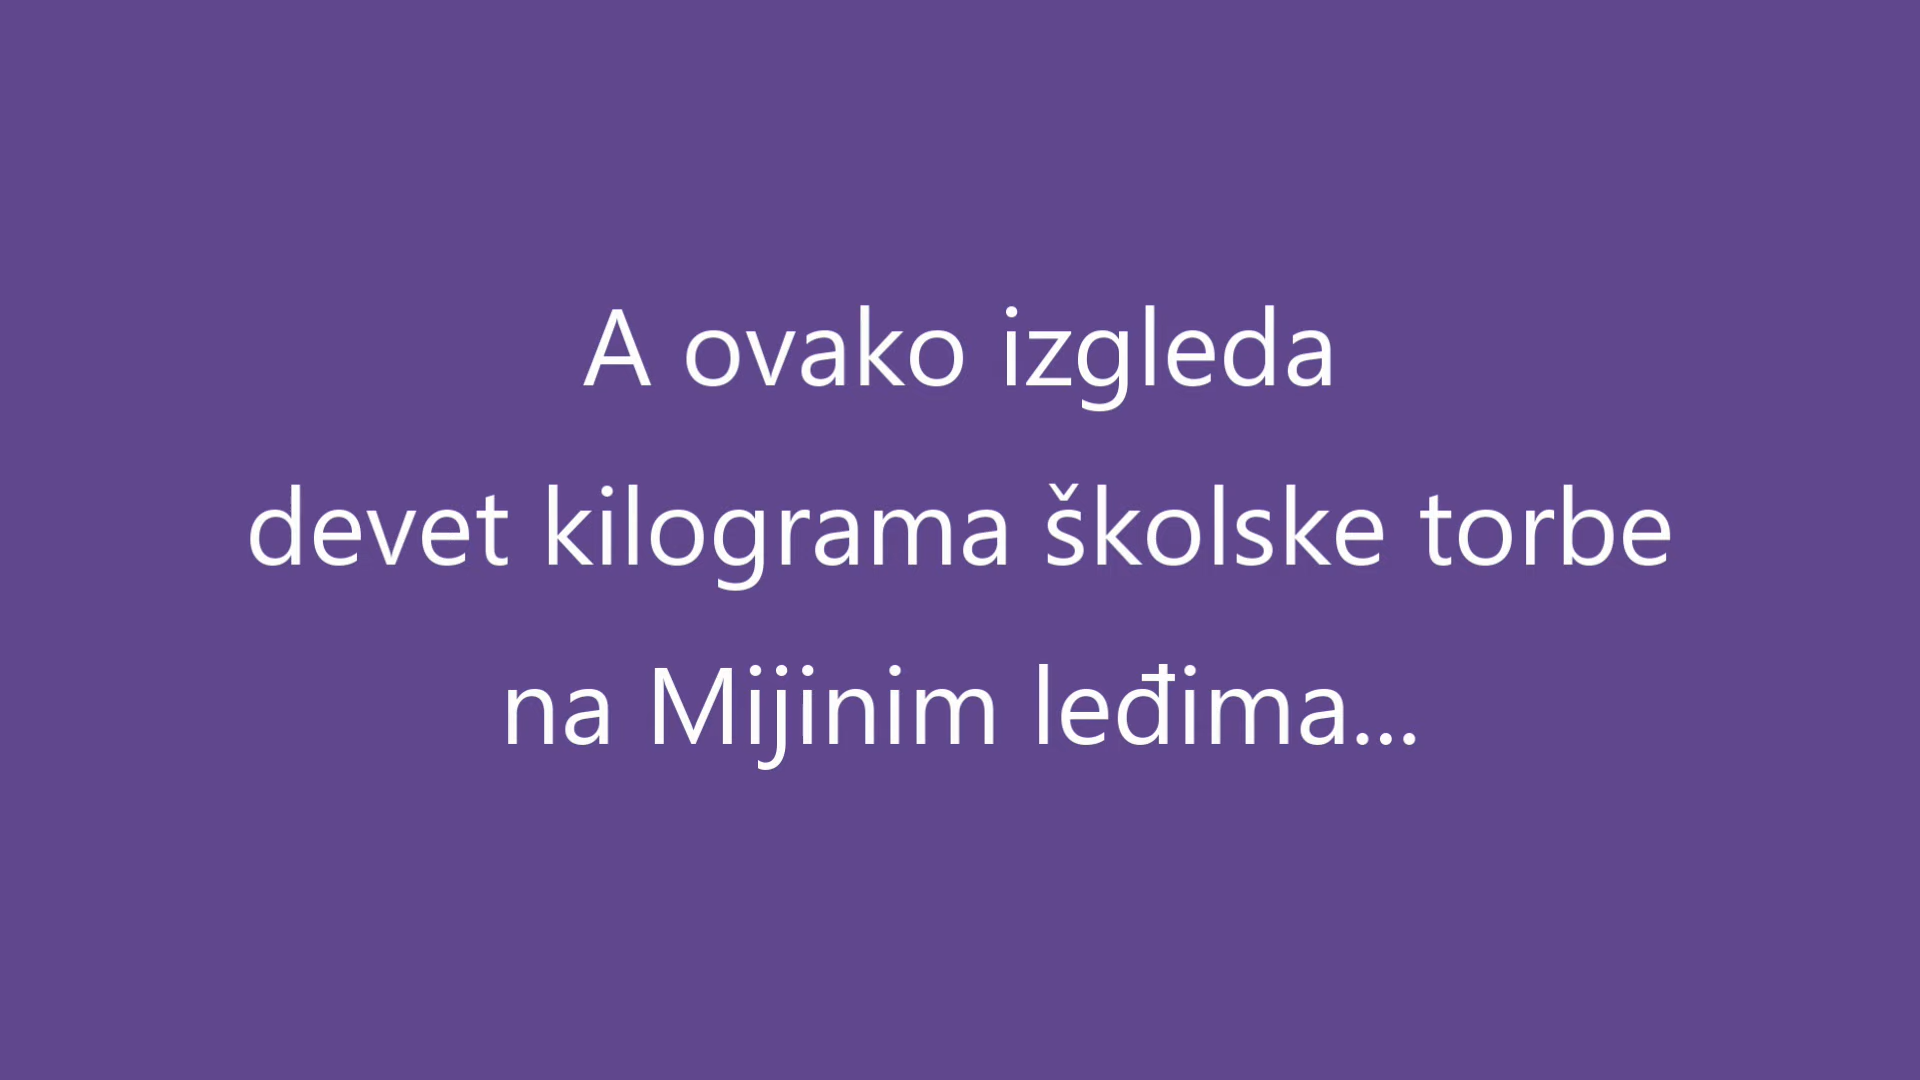 A ovako izgleda
devet kilograma školske torbe
na Mijinim leđima...